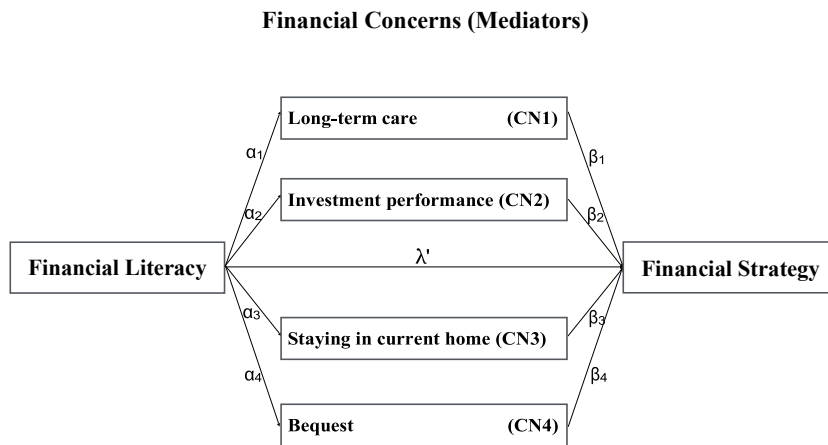 Financial Concerns (Mediators)
Long-term care (CN1)
α₁
β₁
Investment performance (CN2)
α₂
β₂
Financial Literacy
λ'
Financial Strategy
α₃
β₃
Staying in current home (CN3)
α₄
β₄
Bequest (CN4)